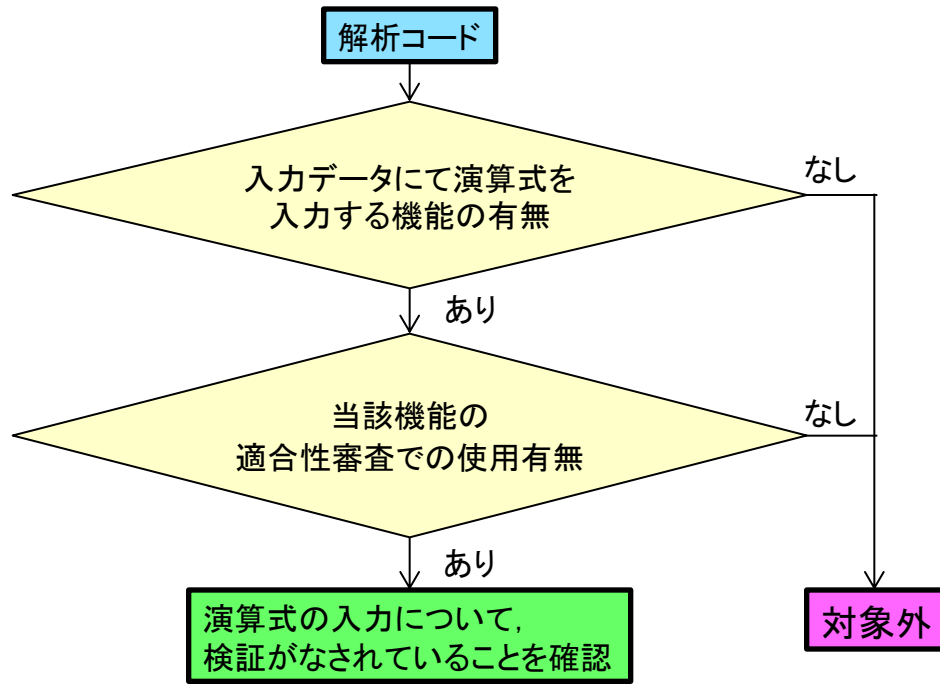 解析コード
入力データにて演算式を
入力する機能の有無
なし
あり
当該機能の
適合性審査での使用有無
なし
あり
演算式の入力について,
検証がなされていることを確認
対象外